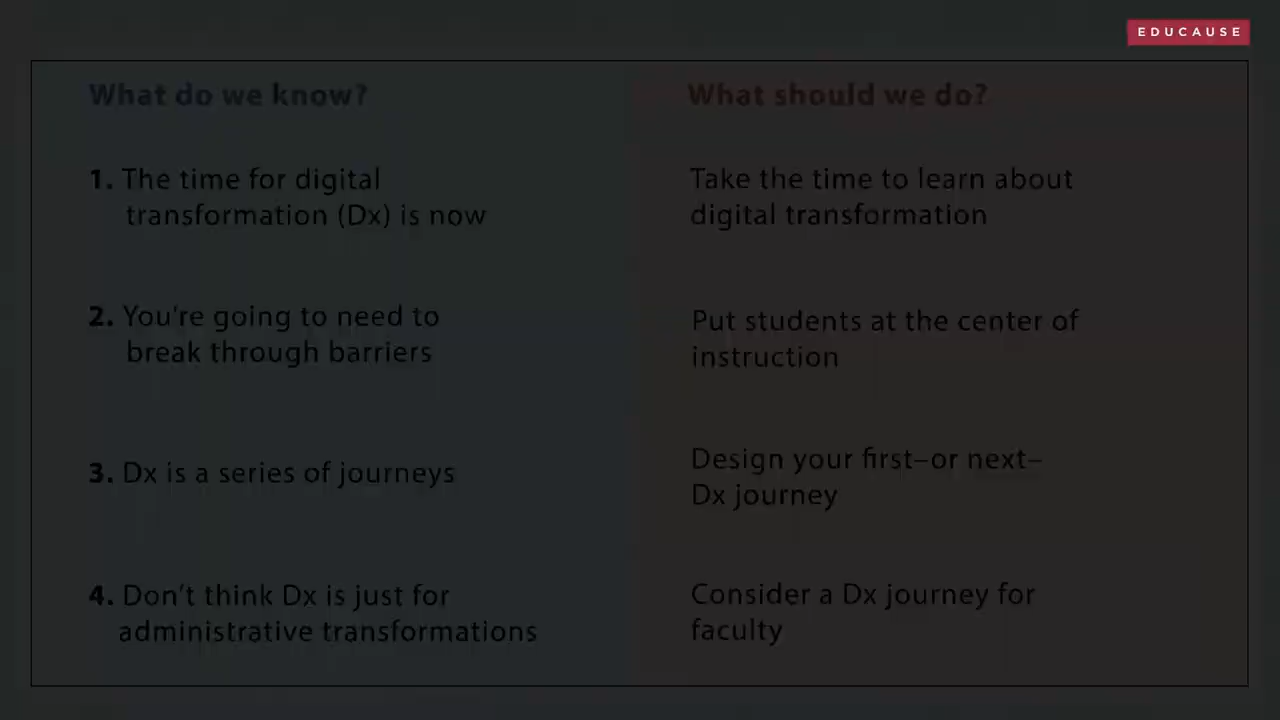 EDUCAUSE
What do we know?
What should we do?
1. The time for digital
transformation (Dx) is now
Take the time to learn about
digital transformation
2. You're going to need to
break through barriers
Put students at the center of
instruction
3. Dx is a series of journeys
Design your first–or next–
Dx journey
4. Don't think Dx is just for
administrative transformations
Consider a Dx journey for
faculty